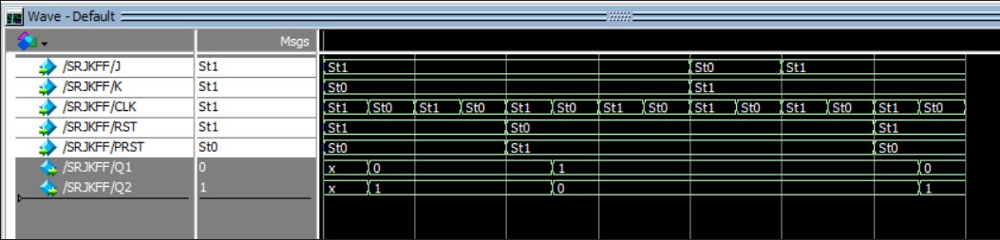 Wave - Default
Msgs
/SRJKFF/J St1 St1 St0 St1
/SRJKFF/K St1 St0 St1
/SRJKFF/CLK St1 St1 St0 St1 St0 St1 St0 St1 St0 St1 St0 St1 St0 St1 St0
/SRJKFF/RST St1 St1 St0 St1
/SRJKFF/PRST St0 St0 St1 St0
/SRJKFF/Q1 0 x 0 1 0
/SRJKFF/Q2 1 x 1 0 1